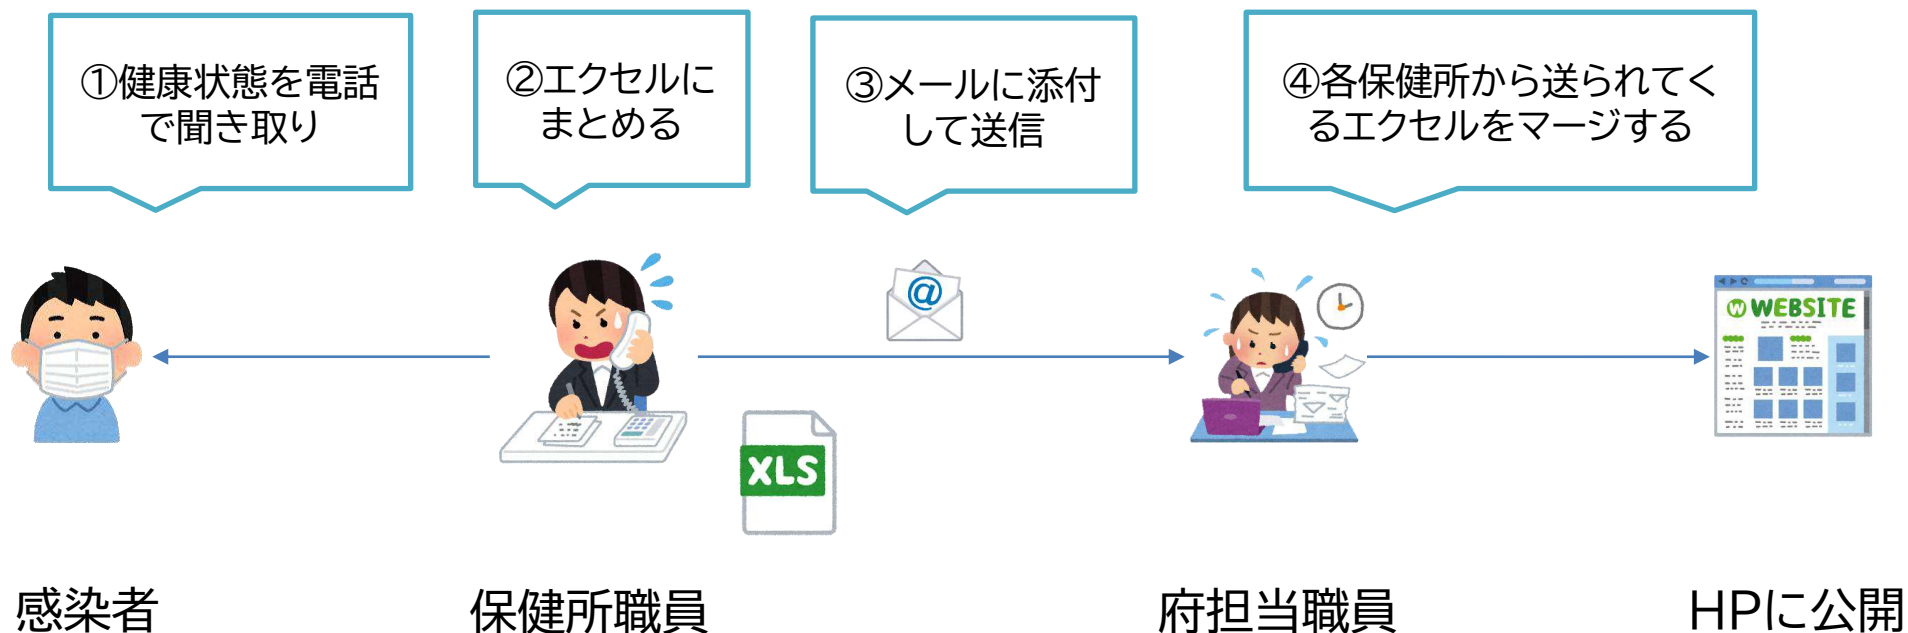 ①健康状態を電話
で聞き取り
②エクセルに
まとめる
③メールに添付
して送信
④各保健所から送られてく
るエクセルをマージする
@
W WEBSITE
XLS
感染者
保健所職員
府担当職員
HPに公開